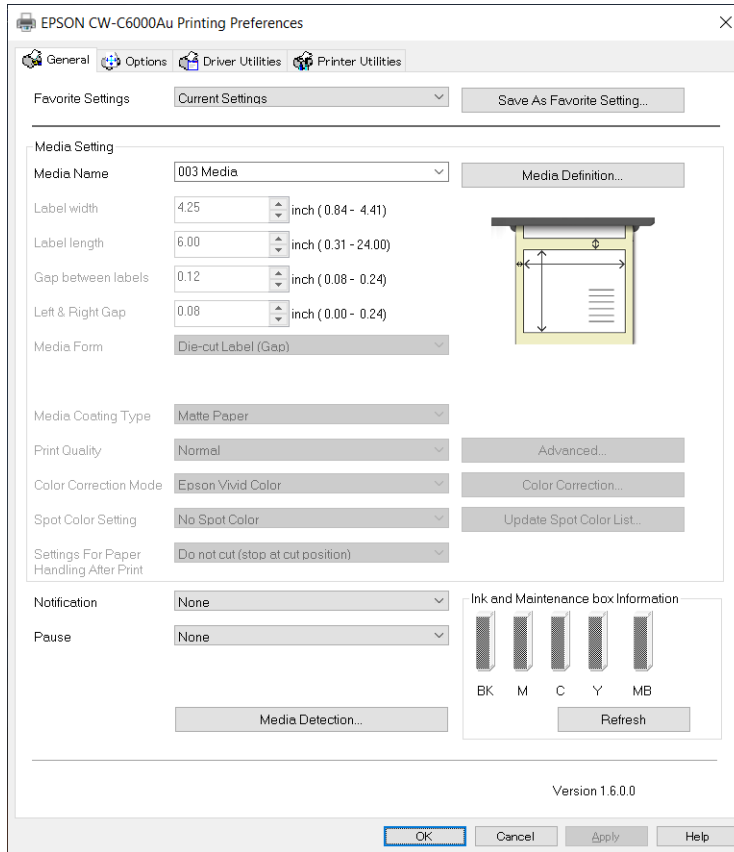 EPSON CW-C6000Au Printing Preferences
General Options Driver Utilities Printer Utilities
Favorite Settings Current Settings Save As Favorite Setting...
Media Setting
Media Name 003 Media Media Definition...
Label width 4.25 inch ( 0.84 - 4.41)
Label length 6.00 inch ( 0.31 - 24.00)
Gap between labels 0.12 inch ( 0.08 - 0.24)
Left & Right Gap 0.08 inch ( 0.00 - 0.24)
Media Form Die-cut Label (Gap)
Media Coating Type Matte Paper
Print Quality Normal Advanced...
Color Correction Mode Epson Vivid Color Color Correction...
Spot Color Setting No Spot Color Update Spot Color List...
Settings For Paper Do not cut (stop at cut position)
Handling After Print
Notification None
Ink and Maintenance box Information
Pause None
BK M C Y MB
Media Detection... Refresh
Version 1.6.0.0
OK Cancel Apply Help